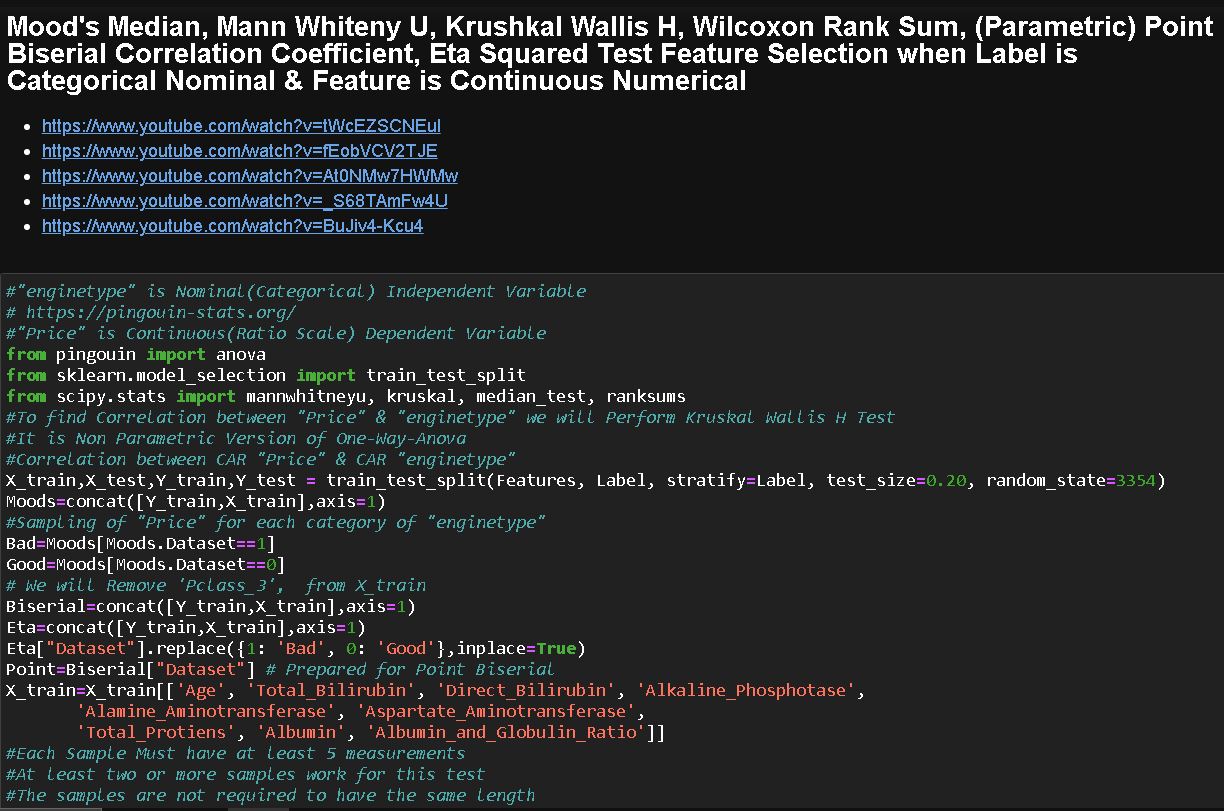 Mood's Median, Mann Whiteny U, Krushkal Wallis H, Wilcoxon Rank Sum, (Parametric) Point
Biserial Correlation Coefficient, Eta Squared Test Feature Selection when Label is
Categorical Nominal & Feature is Continuous Numerical
https://www.youtube.com/watch?v=tWcEZSCNEuI
https://www.youtube.com/watch?v=fEobVCV2TJE
https://www.youtube.com/watch?v=At0NMw7HWMw
https://www.youtube.com/watch?v=_S68TAmFw4U
https://www.youtube.com/watch?v=BuJiv4-Kcu4
#"enginetype" is Nominal(Categorical) Independent Variable
# https://pingouin-stats.org/
#"Price" is Continuous(Ratio Scale) Dependent Variable
from pingouin import anova
from sklearn.model_selection import train_test_split
from scipy.stats import mannwhitneyu, kruskal, median_test, ranksums
#To find Correlation between "Price" & "enginetype" we will Perform Kruskal Wallis H Test
#It is Non Parametric Version of One-Way-Anova
#Correlation between CAR "Price" & CAR "enginetype"
X_train,X_test,Y_train,Y_test = train_test_split(Features, Label, stratify=Label, test_size=0.20, random_state=3354)
Moods=concat([Y_train,X_train],axis=1)
#Sampling of "Price" for each category of "enginetype"
Bad=Moods[Moods.Dataset==1]
Good=Moods[Moods.Dataset==0]
# We will Remove 'Pclass_3',  from X_train
Biserial=concat([Y_train,X_train],axis=1)
Eta=concat([Y_train,X_train],axis=1)
Eta["Dataset"].replace({1: 'Bad', 0: 'Good'},inplace=True)
Point=Biserial["Dataset"] # Prepared for Point Biserial
X_train=X_train[['Age', 'Total_Bilirubin', 'Direct_Bilirubin', 'Alkaline_Phosphotase',
'Alamine_Aminotransferase', 'Aspartate_Aminotransferase',
'Total_Protiens', 'Albumin', 'Albumin_and_Globulin_Ratio']]
#Each Sample Must have at least 5 measurements
#At least two or more samples work for this test
#The samples are not required to have the same length